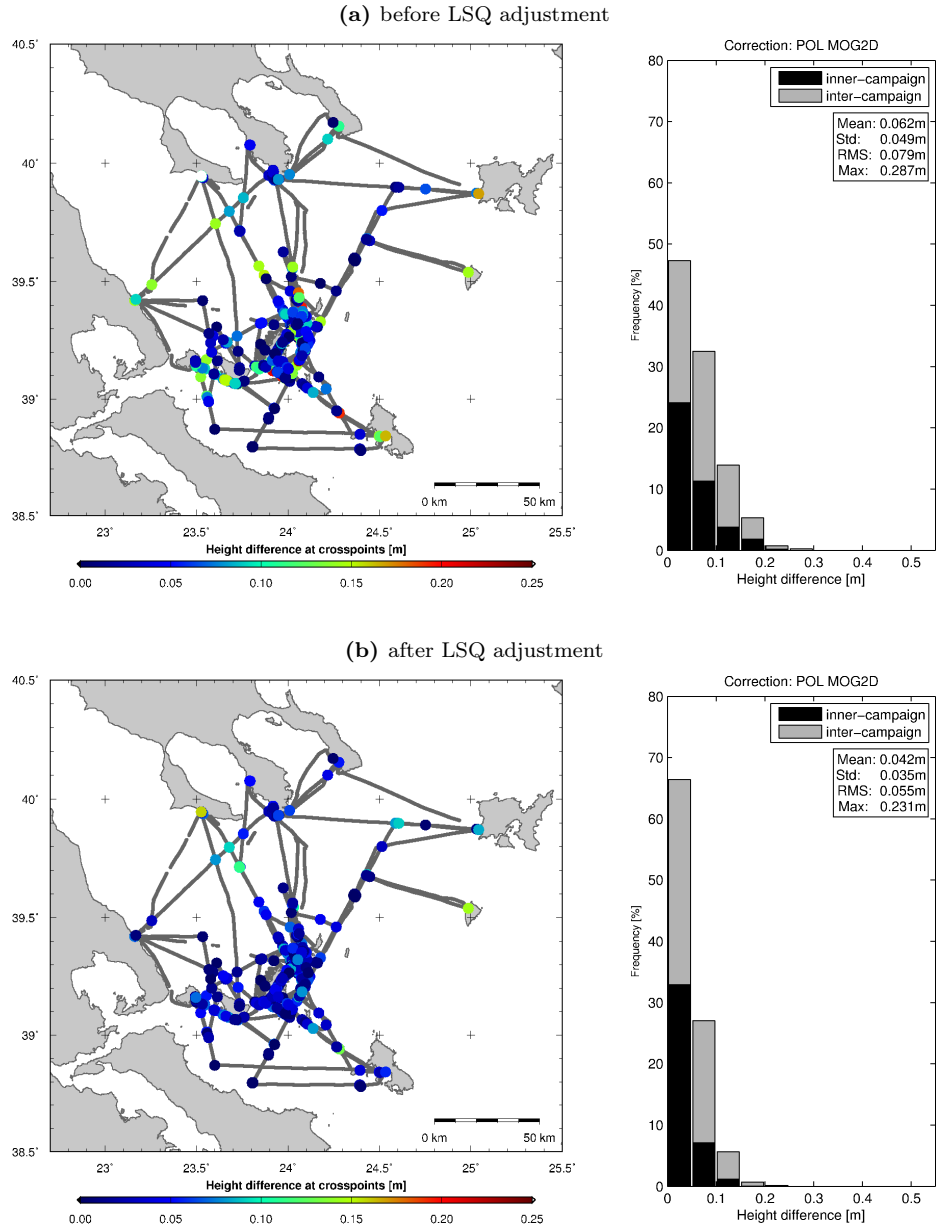 (a) before LSQ adjustment
40.5°
40°
39.5°
39°
38.5°
23°
23.5°
24°
24.5°
25°
25.5°
0 km
50 km
Height difference at crosspoints [m]
0.00
0.05
0.10
0.15
0.20
0.25
Correction: POL MOG2D
inner-campaign
inter-campaign
Mean: 0.062m
Std: 0.049m
RMS: 0.079m
Max: 0.287m
Frequency [%]
80
70
60
50
40
30
20
10
0
0
0.1
0.2
0.3
0.4
0.5
Height difference [m]
(b) after LSQ adjustment
40.5°
40°
39.5°
39°
38.5°
23°
23.5°
24°
24.5°
25°
25.5°
0 km
50 km
Height difference at crosspoints [m]
0.00
0.05
0.10
0.15
0.20
0.25
Correction: POL MOG2D
inner-campaign
inter-campaign
Mean: 0.042m
Std: 0.035m
RMS: 0.055m
Max: 0.231m
Frequency [%]
80
70
60
50
40
30
20
10
0
0
0.1
0.2
0.3
0.4
0.5
Height difference [m]